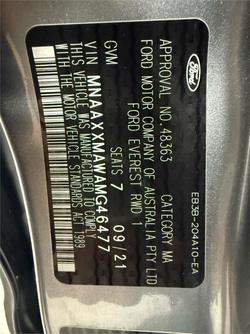 Ford
APPROVAL NO. 48363 CATEGORY MA
FORD MOTOR COMPANY OF AUSTRALIA PTY LTD
FORD EVEREST RWD 1
GVM SEATS 7 09/21
VIN MNAAXXMAWAMG46477
THIS VEHICLE WAS MANUFACTURED TO COMPLY WITH
THE MOTOR VEHICLE STANDARDS ACT 1989
EB3B-204A10-EA